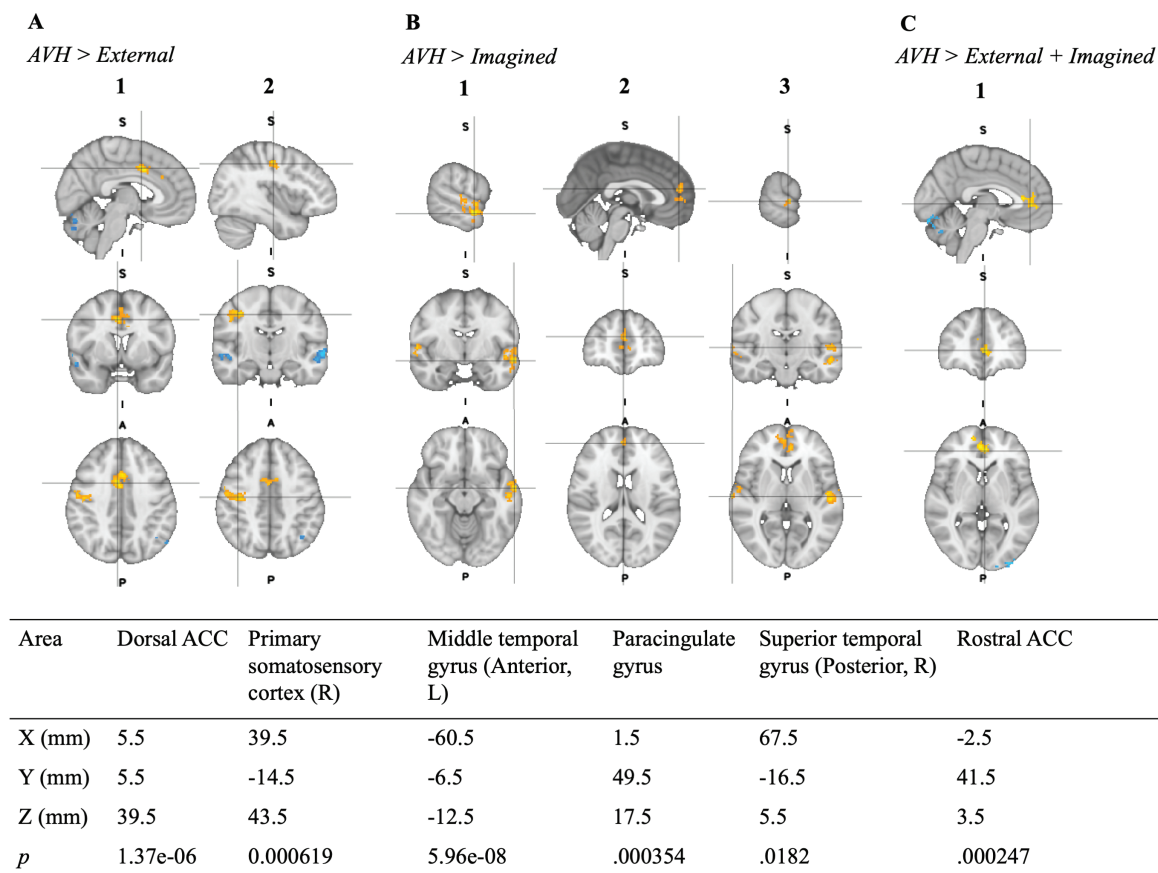 A
B
C
AVH > External
AVH > Imagined
AVH > External + Imagined
1
2
1
2
3
1
S
S
S
S
S
S
I
I
I
I
I
I
S
S
S
S
S
S
I
I
I
I
I
I
A
A
A
A
A
A
P
P
P
P
P
P
Area Dorsal ACC Primary somatosensory cortex (R) Middle temporal gyrus (Anterior, L) Paracingulate gyrus Superior temporal gyrus (Posterior, R) Rostral ACC
X (mm) 5.5 39.5 -60.5 1.5 67.5 -2.5
Y (mm) 5.5 -14.5 -6.5 49.5 -16.5 41.5
Z (mm) 39.5 43.5 -12.5 17.5 5.5 3.5
p 1.37e-06 0.000619 5.96e-08 .000354 .0182 .000247